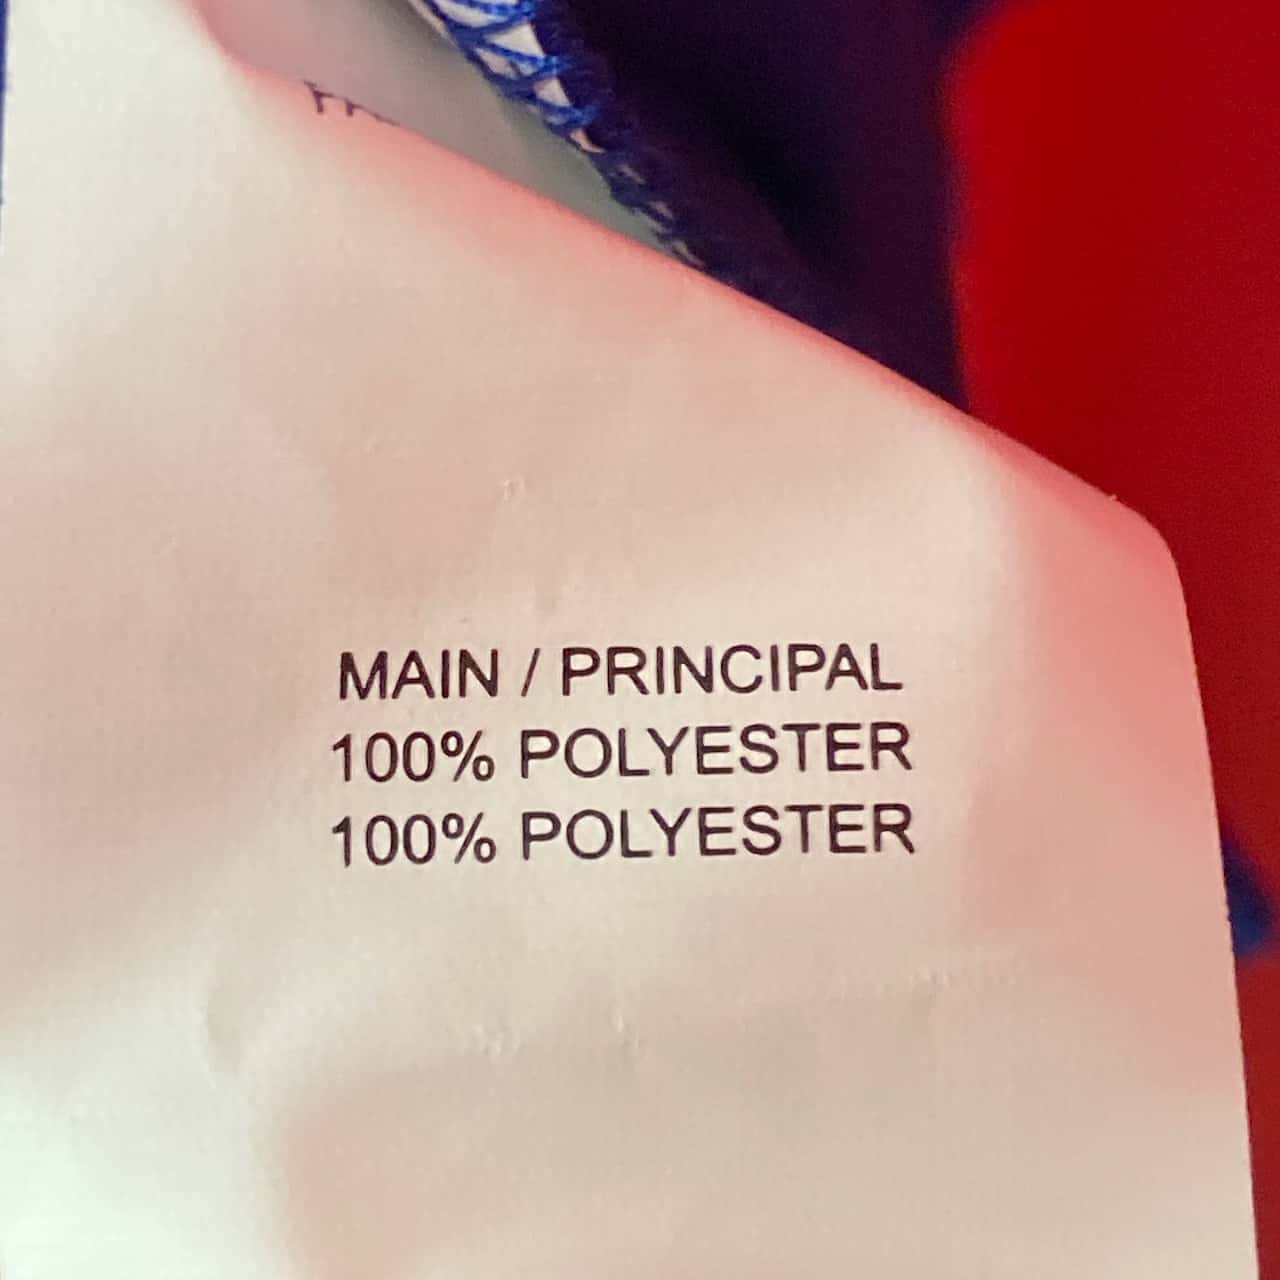 MAIN / PRINCIPAL
100% POLYESTER
100% POLYESTER